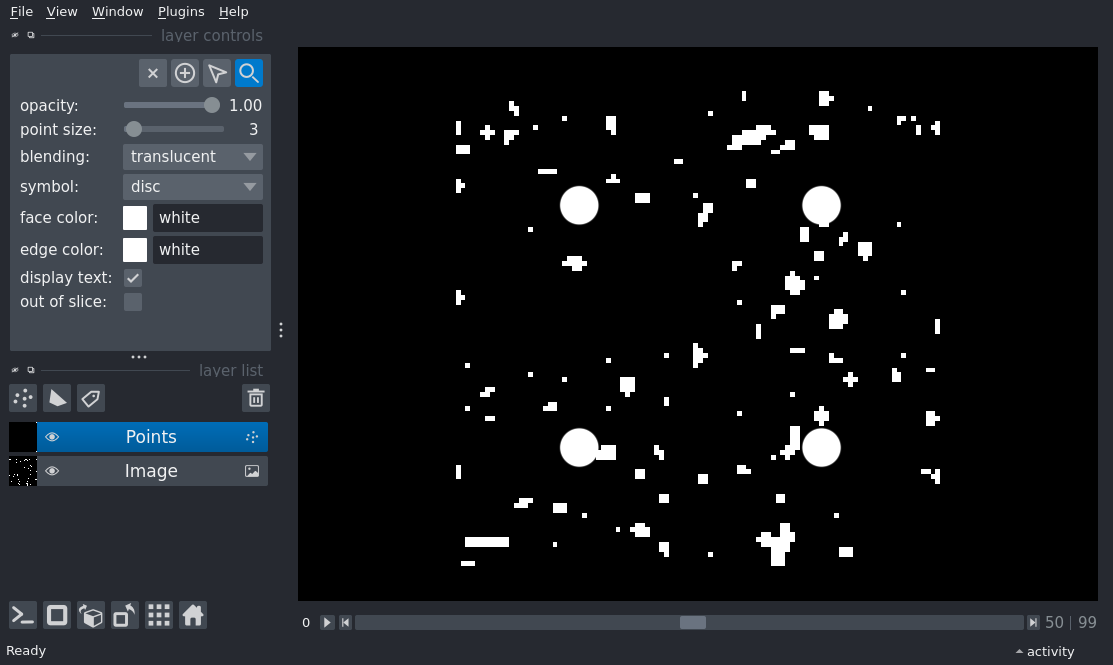 File View Window Plugins Help
layer controls
opacity: 1.00
point size: 3
blending: translucent
symbol: disc
face color: white
edge color: white
display text:
out of slice:
layer list
Points
Image
0 50 | 99
Ready activity